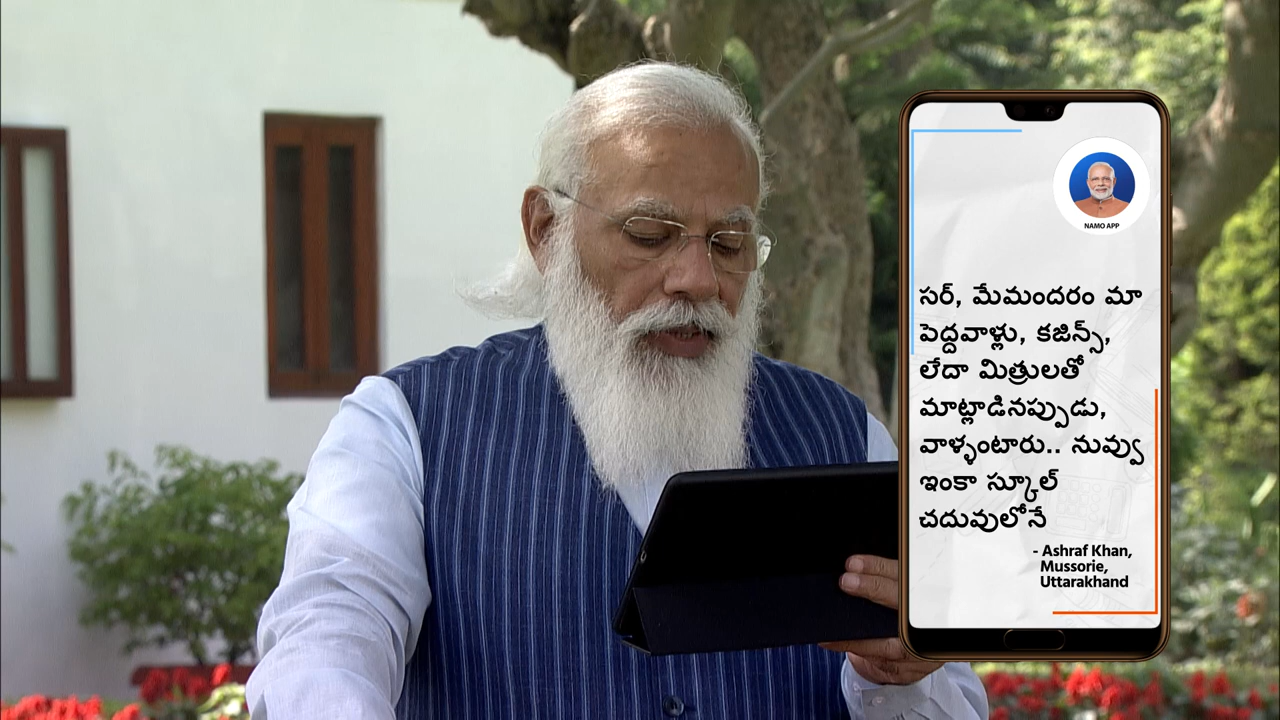 NAMO APP
సర్, మేమందరం మా
పెద్దవాళ్లు, కజిన్స్,
లేదా మిత్రులతో
మాట్లాడినప్పుడు,
వాళ్ళంటారు.. నువ్వు
ఇంకా స్కూల్
చదువులోనే
- Ashraf Khan,
Mussorie,
Uttarakhand